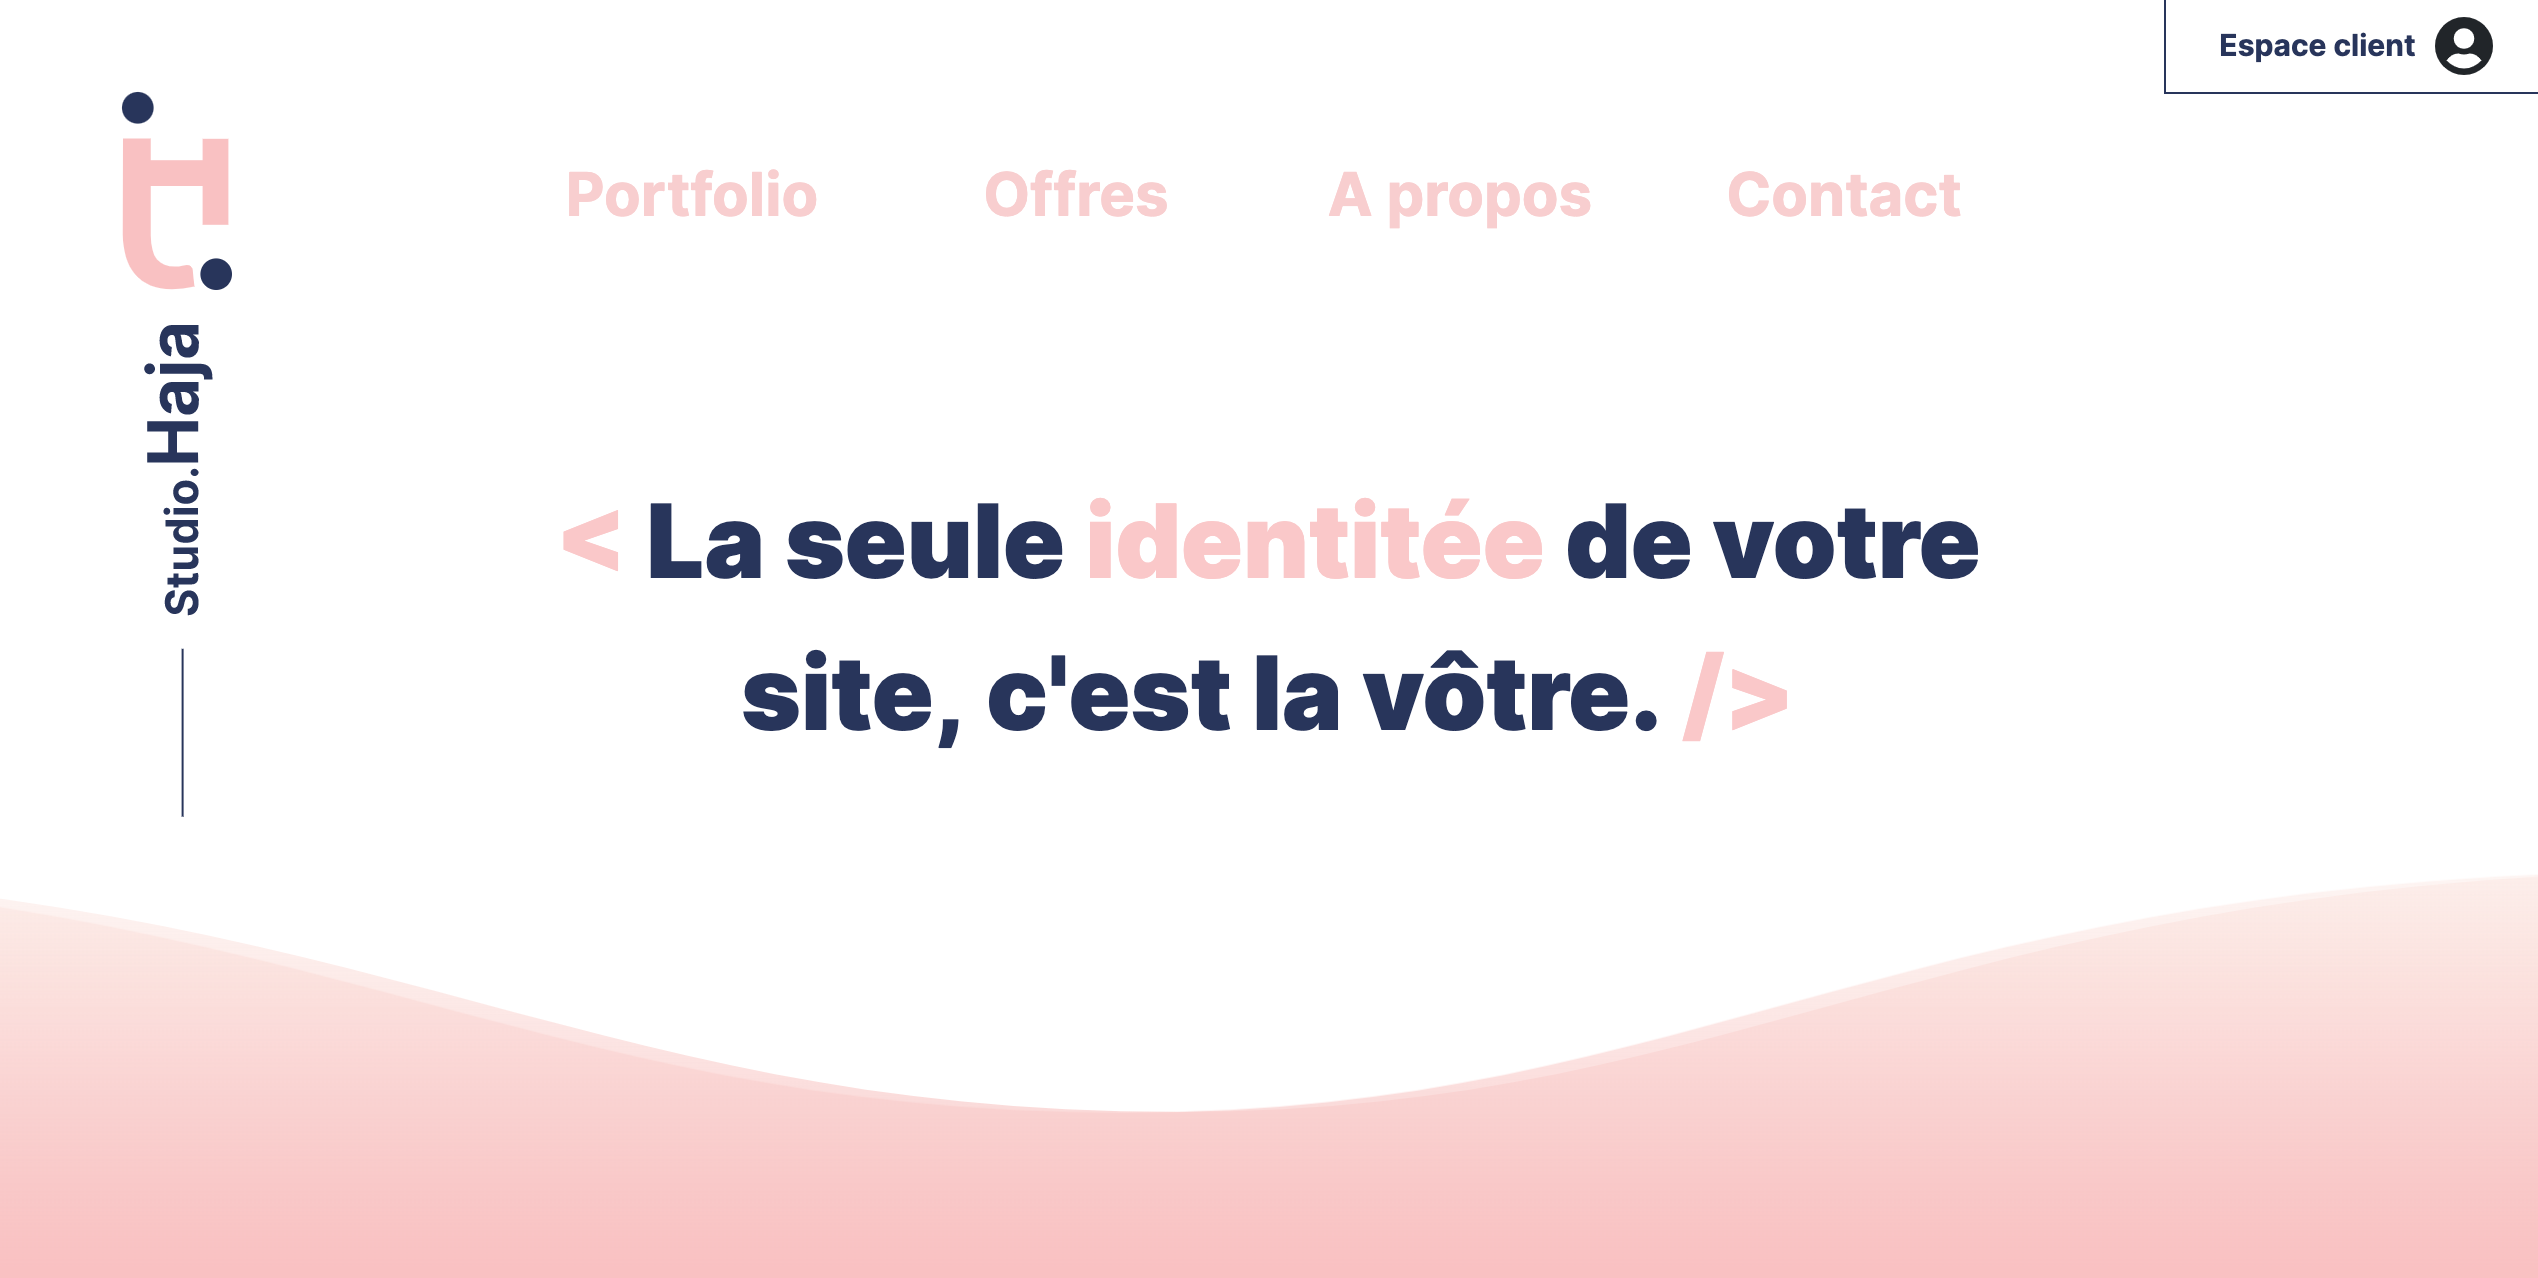 Espace client
Portfolio Offres A propos Contact
Studio.Haja
< La seule identitée de votre
site, c'est la vôtre. />